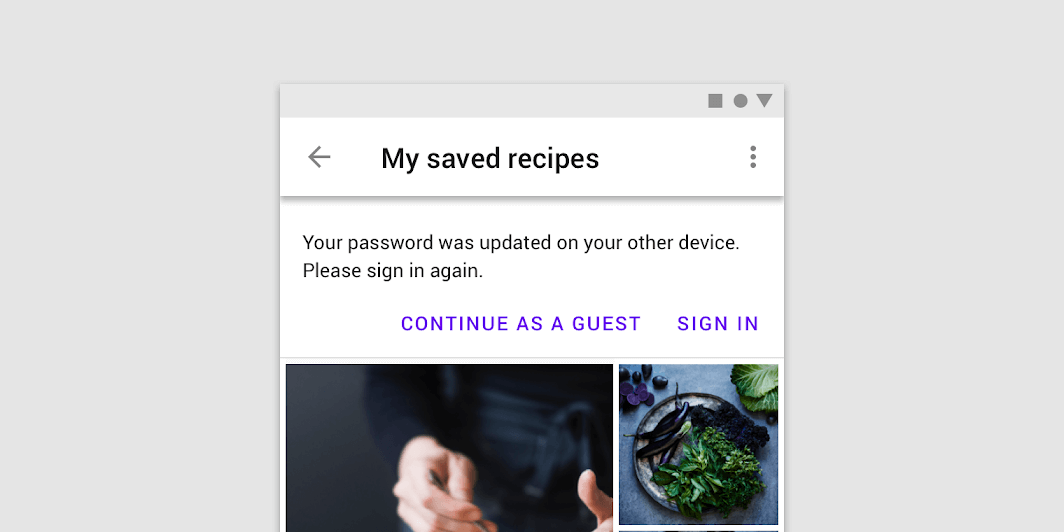 My saved recipes
Your password was updated on your other device.
Please sign in again.
CONTINUE AS A GUEST SIGN IN